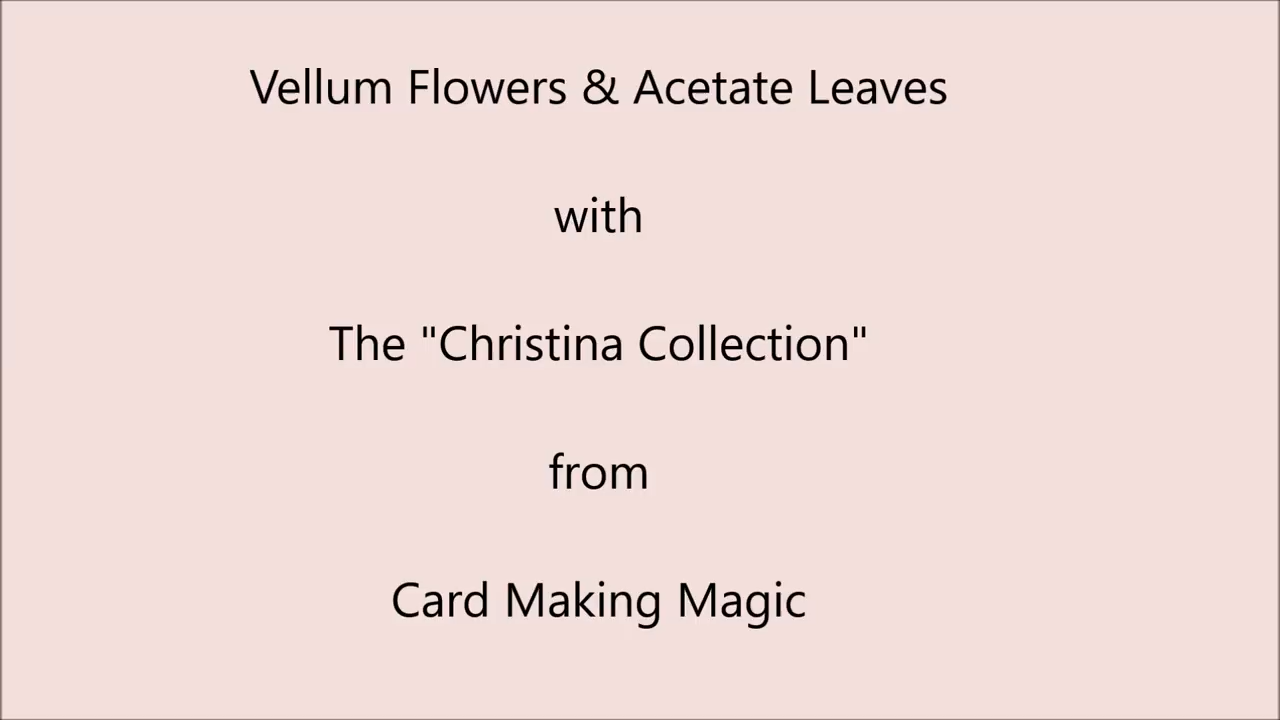 Vellum Flowers & Acetate Leaves
with
The "Christina Collection"
from
Card Making Magic